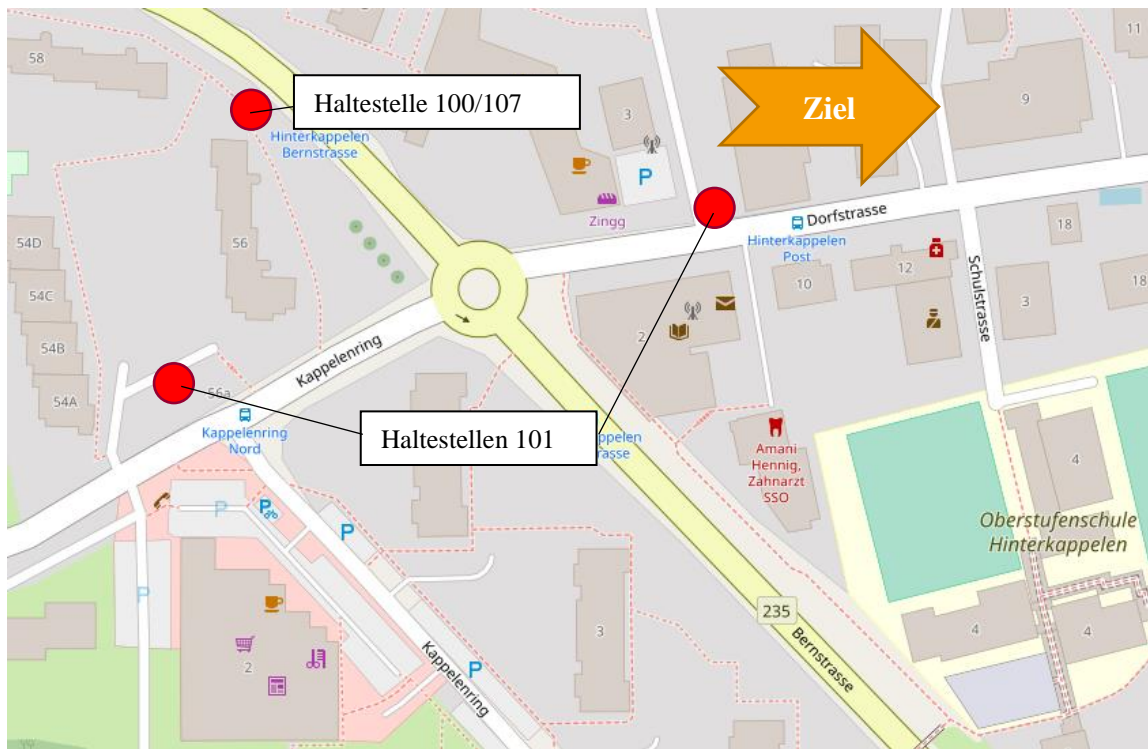 58
Haltestelle 100/107
Hinterkappelen
Bernstrasse
3
P
Zingg
Ziel
9
11
Dorfstrasse
Hinterkappelen
Post
54D
56
54C
54B
54A
56a
Kappelenring
Kappelenring
Nord
Haltestellen 101
2
10
12
18
18
3
Schulstrasse
Amani
Hennig,
Zahnarzt
SSO
4
Oberstufenschule
Hinterkappelen
P
P
P
P
P
2
Kappelenring
3
235
Bernstrasse
4
4